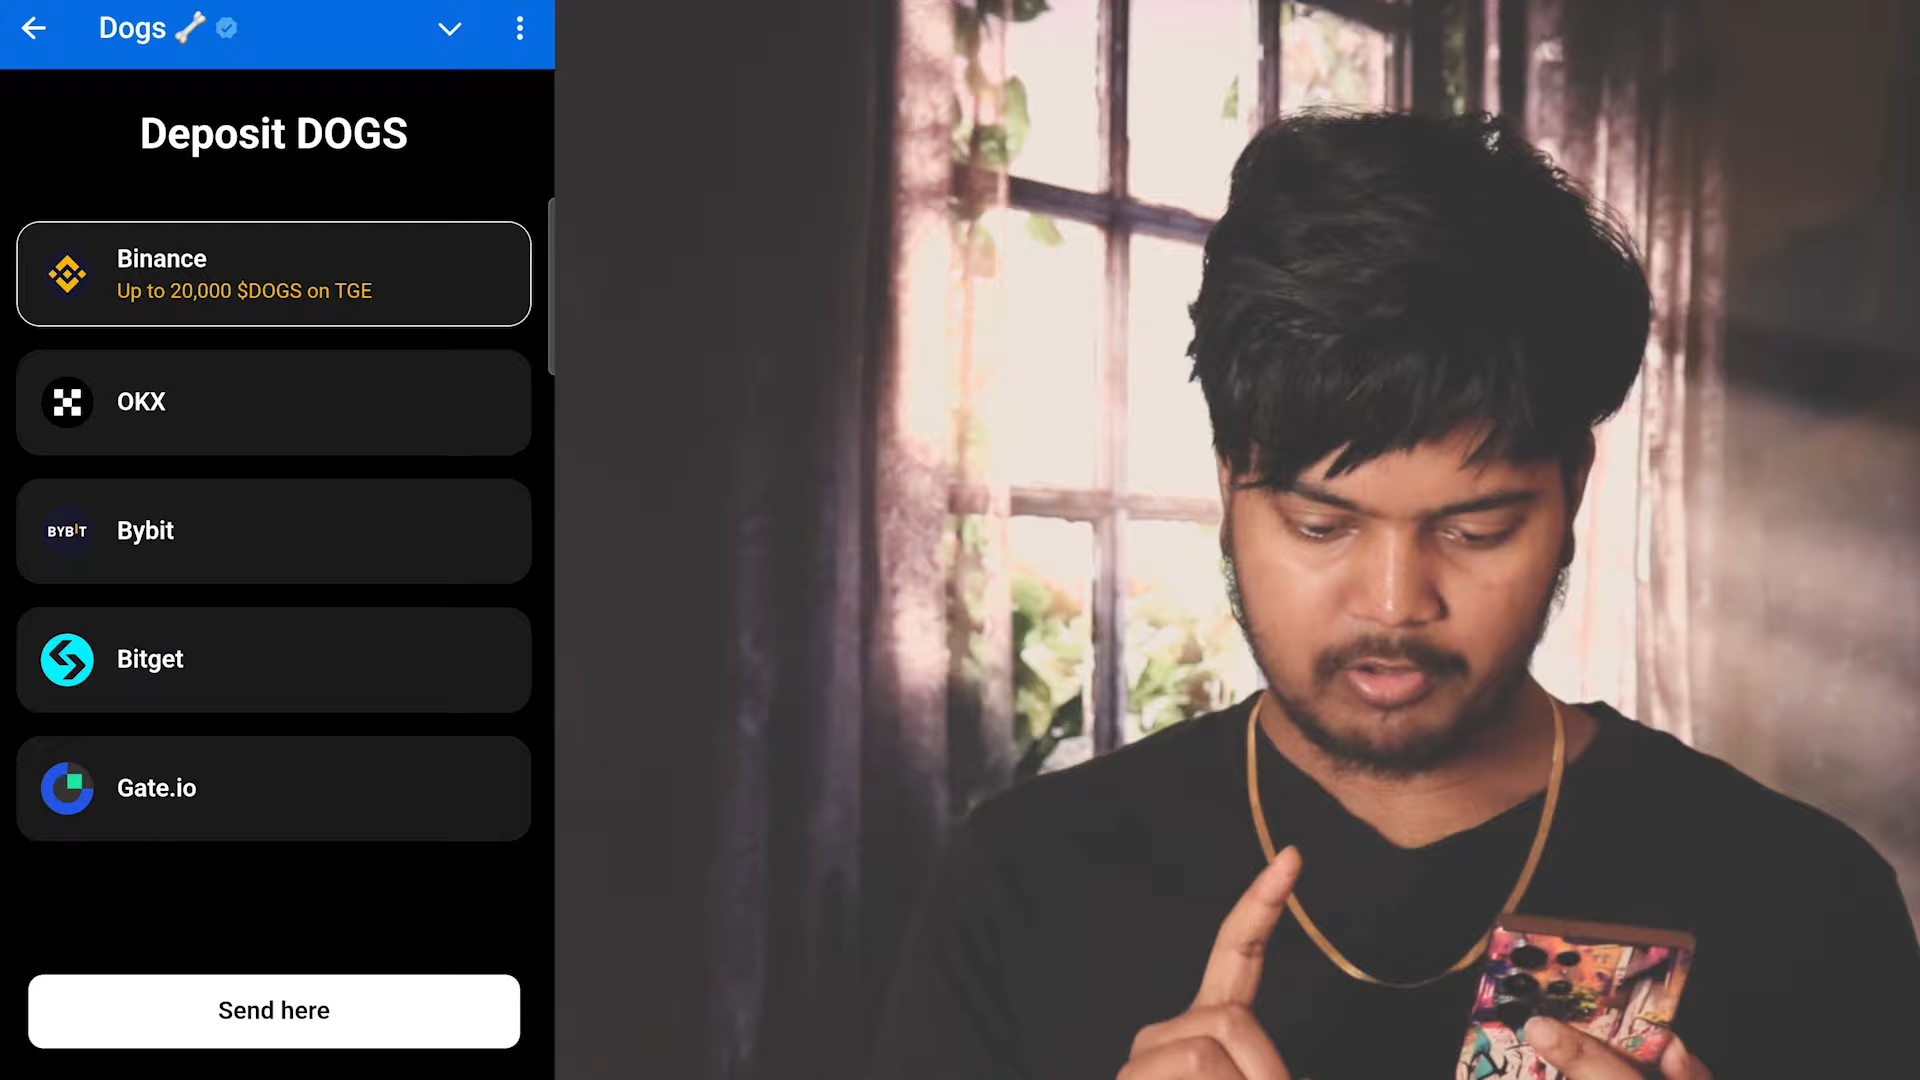 Dogs
Deposit DOGS
Binance
Up to 20,000 $DOGS on TGE
OKX
BYBIT
Bybit
Bitget
Gate.io
Send here